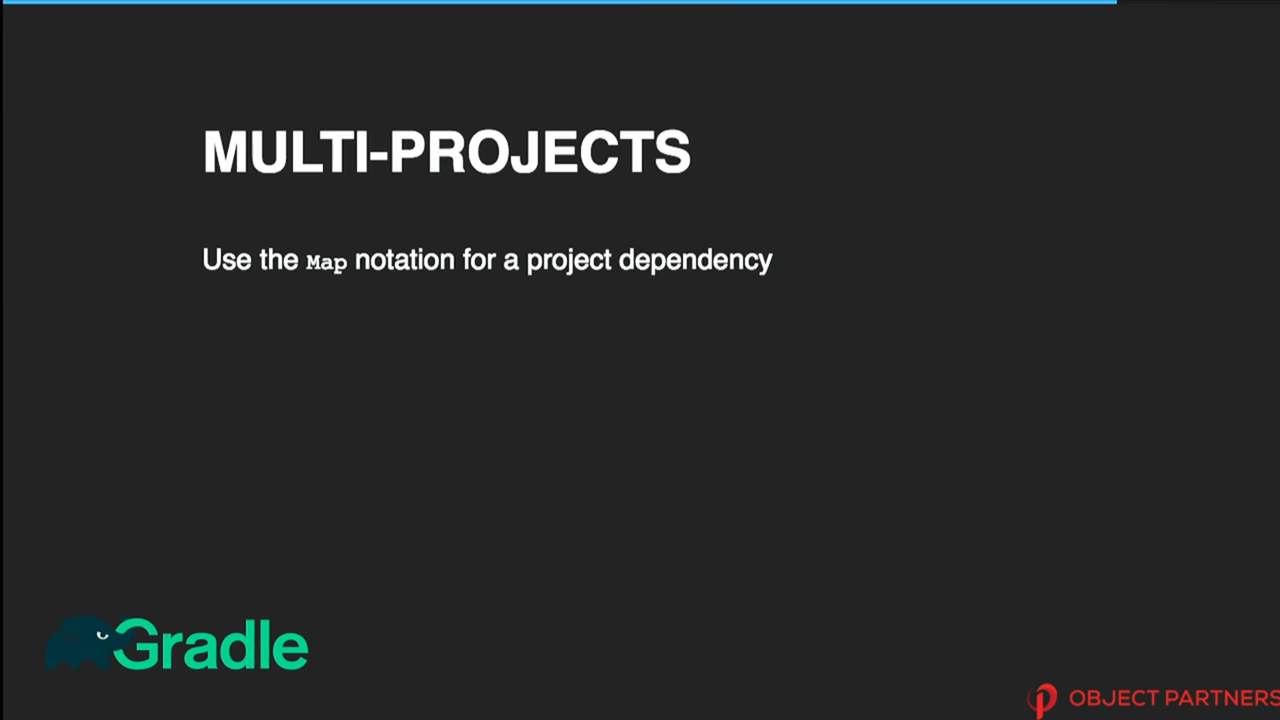 MULTI-PROJECTS
Use the Map notation for a project dependency
Gradle
OBJECT PARTNERS